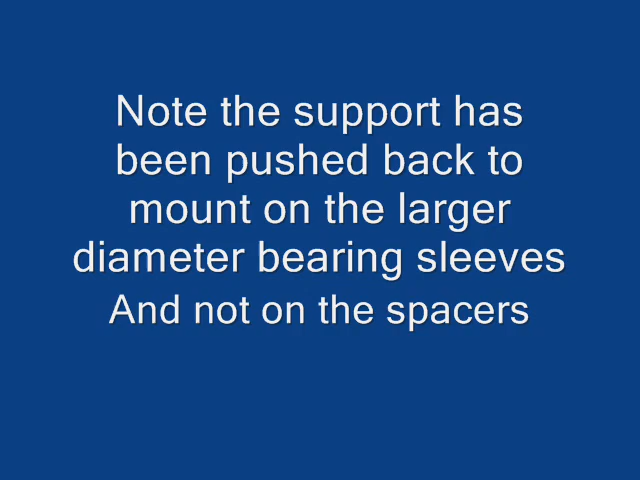 Note the support has
been pushed back to
mount on the larger
diameter bearing sleeves
And not on the spacers